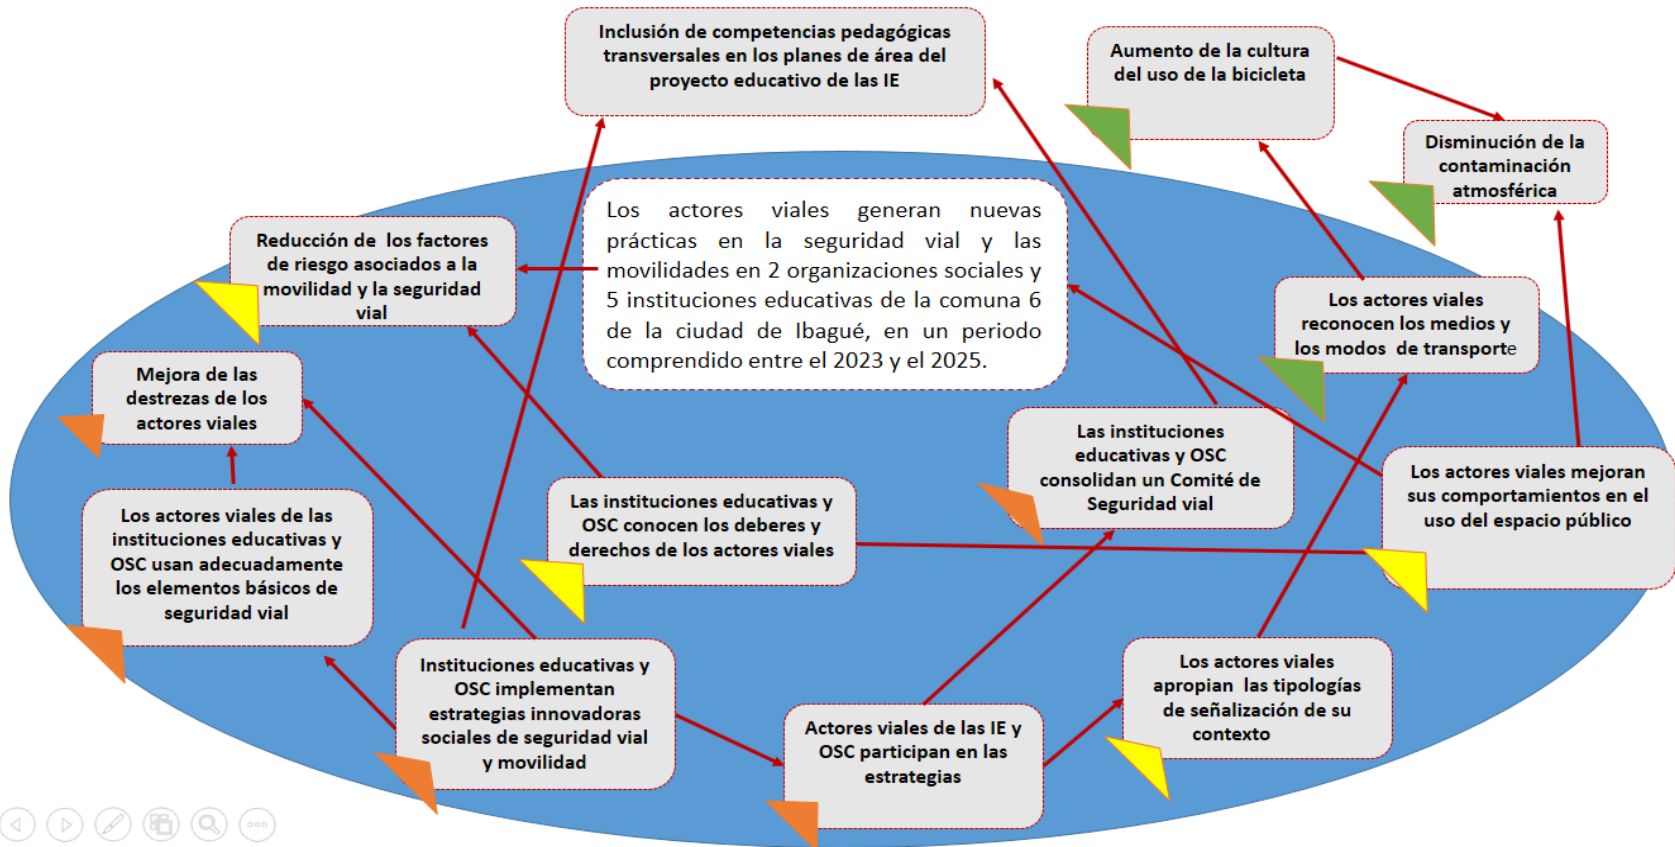 Inclusión de competencias pedagógicas
transversales en los planes de área del
proyecto educativo de las IE
Aumento de la cultura
del uso de la bicicleta
Disminución de la
contaminación
atmosférica
Los actores viales generan nuevas
prácticas en la seguridad vial y las
movilidades en 2 organizaciones sociales y
5 instituciones educativas de la comuna 6
de la ciudad de Ibagué, en un periodo
comprendido entre el 2023 y el 2025.
Reducción de los factores
de riesgo asociados a la
movilidad y la seguridad
vial
Los actores viales
reconocen los medios y
los modos de transporte
Mejora de las
destrezas de los
actores viales
Las instituciones
educativas y OSC
consolidan un Comité de
Seguridad vial
Los actores viales mejoran
sus comportamientos en el
uso del espacio público
Los actores viales de las
instituciones educativas y
OSC usan adecuadamente
los elementos básicos de
seguridad vial
Las instituciones educativas y
OSC conocen los deberes y
derechos de los actores viales
Instituciones educativas y
OSC implementan
estrategias innovadoras
sociales de seguridad vial
y movilidad
Actores viales de las IE y
OSC participan en las
estrategias
Los actores viales
apropian las tipologías
de señalización de su
contexto